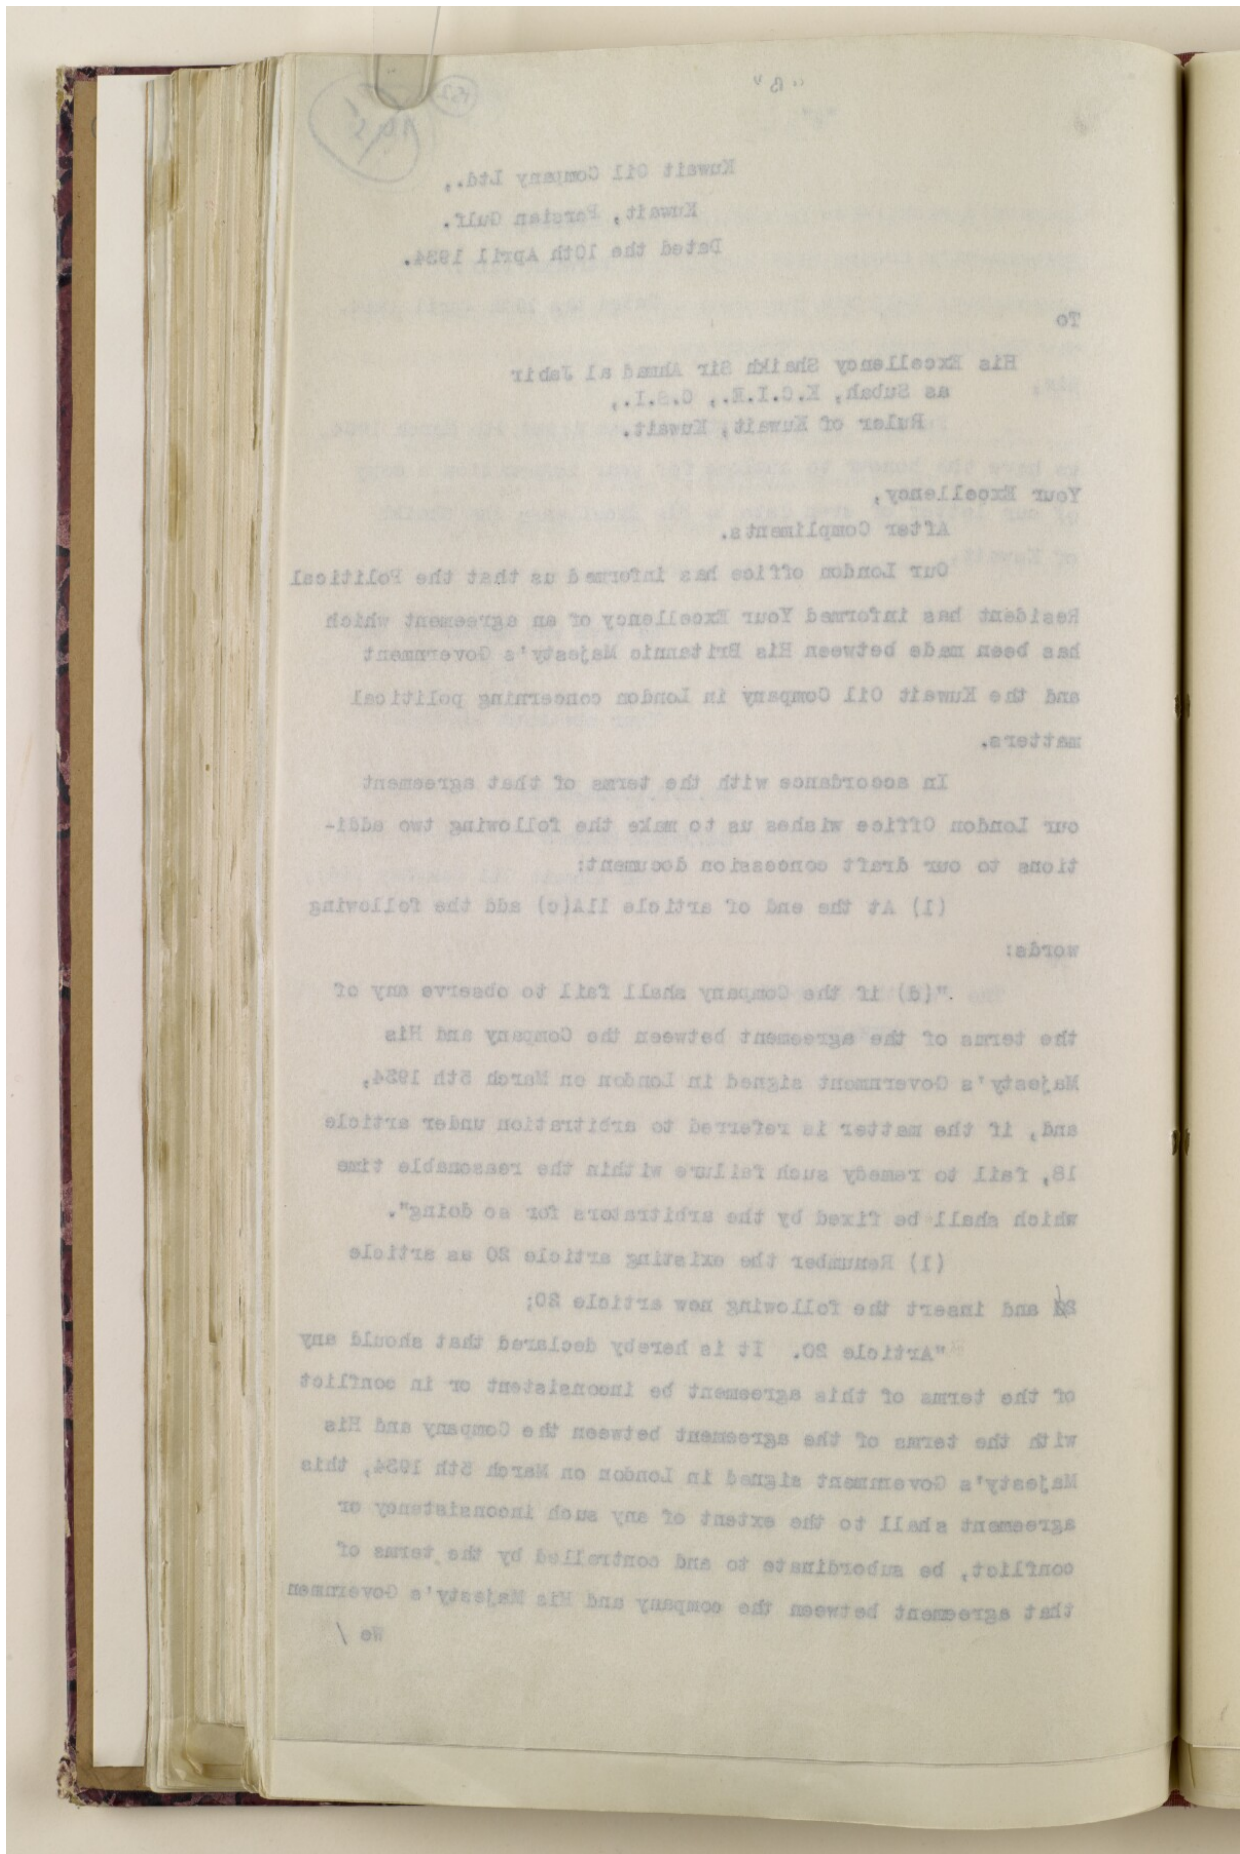 "B"
Kuwait Oil Company Ltd.,
Kuwait, Persian Gulf.
Dated the 10th April 1934.
To
His Excellency Shaikh Sir Ahmad al Jabir
as Subah, K.C.I.E., C.S.I.,
Ruler of Kuwait, Kuwait.
Your Excellency,
After Compliments.
Our London office has informed us that the Political
Resident has informed Your Excellency of an agreement which
has been made between His Britannic Majesty's Government
and the Kuwait Oil Company in London concerning political
matters.
In accordance with the terms of that agreement
our London Office wishes us to make the following two addi-
tions to our draft concession document:
(1) At the end of article 11A(c) add the following
words:
"(d) if the Company shall fail to observe any of
the terms of the agreement between the Company and His
Majesty's Government signed in London on March 5th 1934,
and, if the matter is referred to arbitration under article
18, fail to remedy such failure within the reasonable time
which shall be fixed by the arbitrators for so doing".
(1) Renumber the existing article 20 as article
and insert the following new article 20;
"Article 20. It is hereby declared that should any
of the terms of this agreement be inconsistent or in conflict
with the terms of the agreement between the Company and His
Majesty's Government signed in London on March 5th 1934, this
agreement shall to the extent of any such inconsistency or
conflict, be subordinate to and controlled by the terms of
that agreement between the company and His Majesty's Governmen
We /